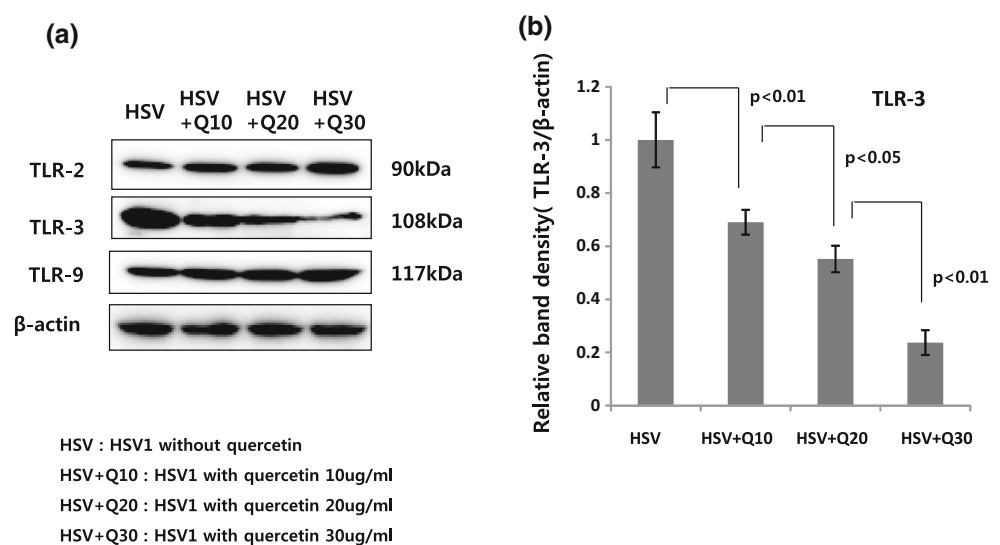 (a)
HSV
HSV
+Q10
HSV
+Q20
HSV
+Q30
TLR-2
90kDa
TLR-3
108kDa
TLR-9
117kDa
β-actin
HSV : HSV1 without quercetin
HSV+Q10 : HSV1 with quercetin 10ug/ml
HSV+Q20 : HSV1 with quercetin 20ug/ml
HSV+Q30 : HSV1 with quercetin 30ug/ml
(b)
Relative band density( TLR-3/β-actin)
1.2
1
0.8
0.6
0.4
0.2
0
TLR-3
p<0.01
p<0.05
p<0.01
HSV
HSV+Q10
HSV+Q20
HSV+Q30